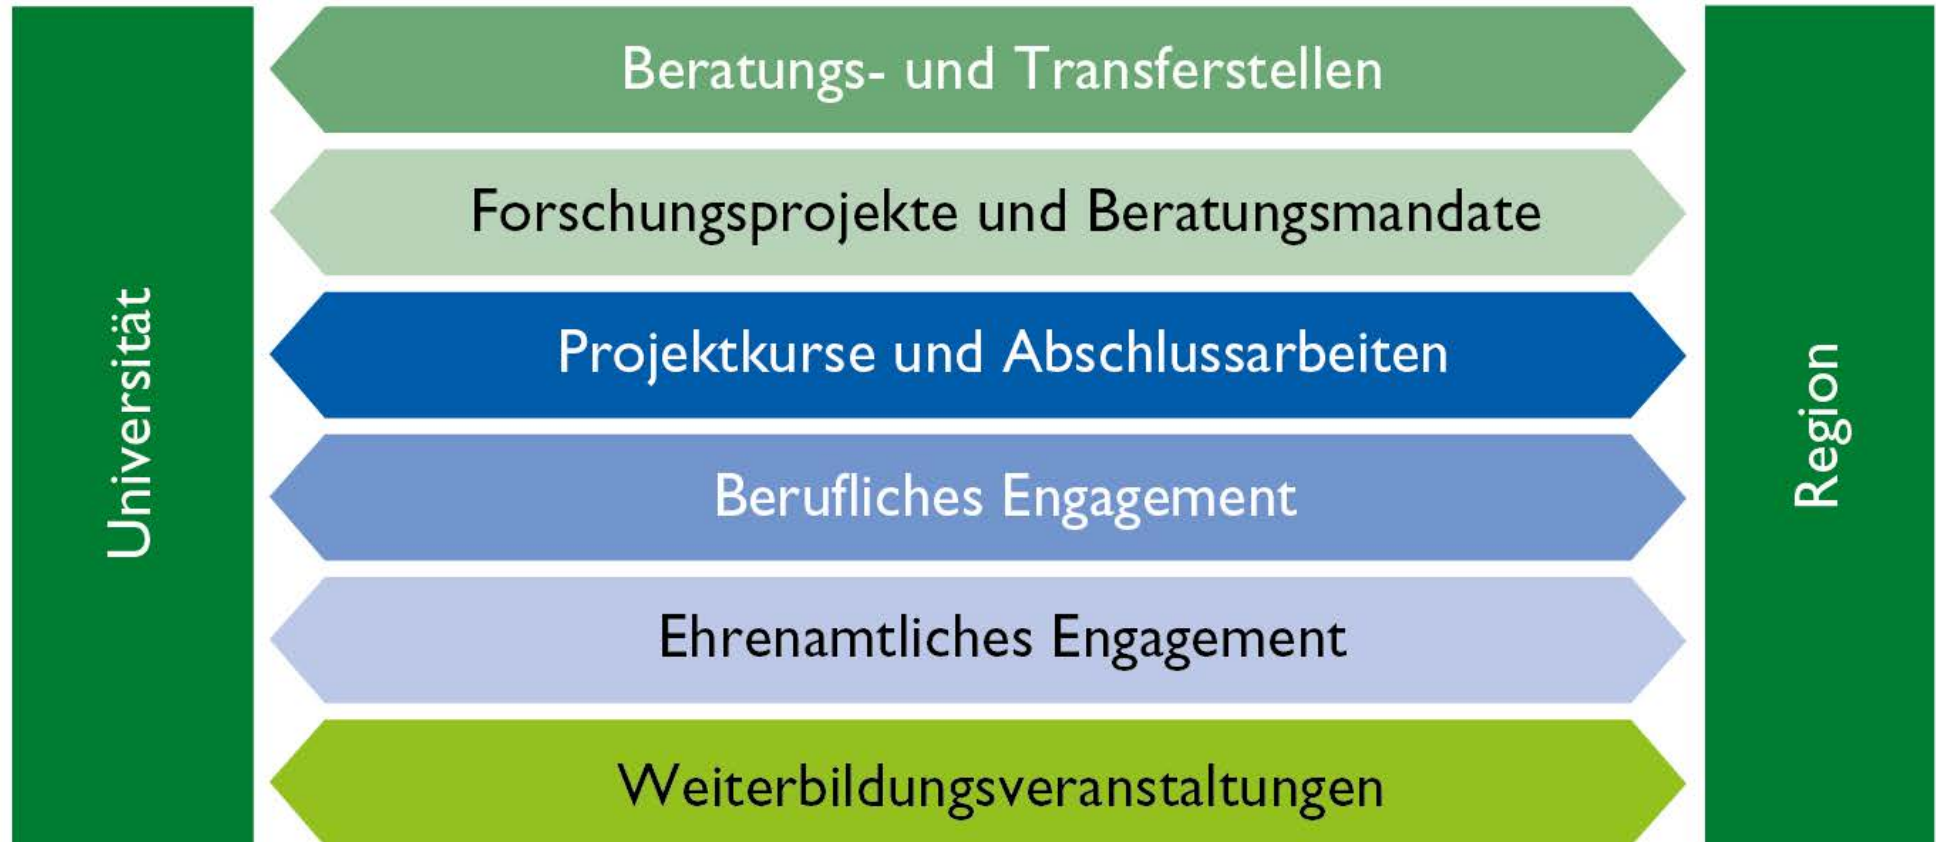 Universität
Beratungs- und Transferstellen
Forschungsprojekte und Beratungsmandate
Projektkurse und Abschlussarbeiten
Berufliches Engagement
Ehrenamtliches Engagement
Weiterbildungsveranstaltungen
Region